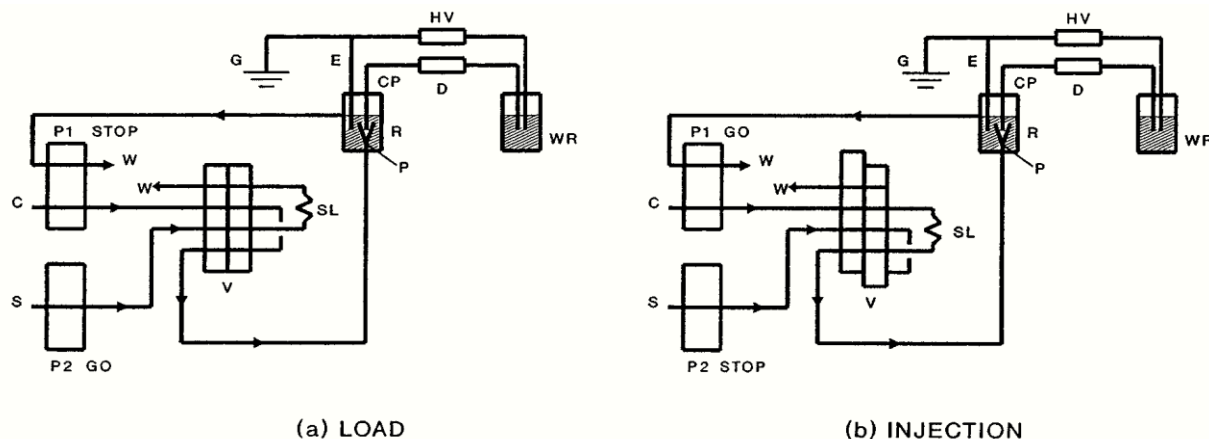 HV
G
E
CP
D
P1 STOP
R
WR
W
P
W
C
SL
S
V
P2 GO
(a) LOAD
HV
G
E
CP
D
P1 GO
R
WR
W
P
W
C
SL
S
V
P2 STOP
(b) INJECTION